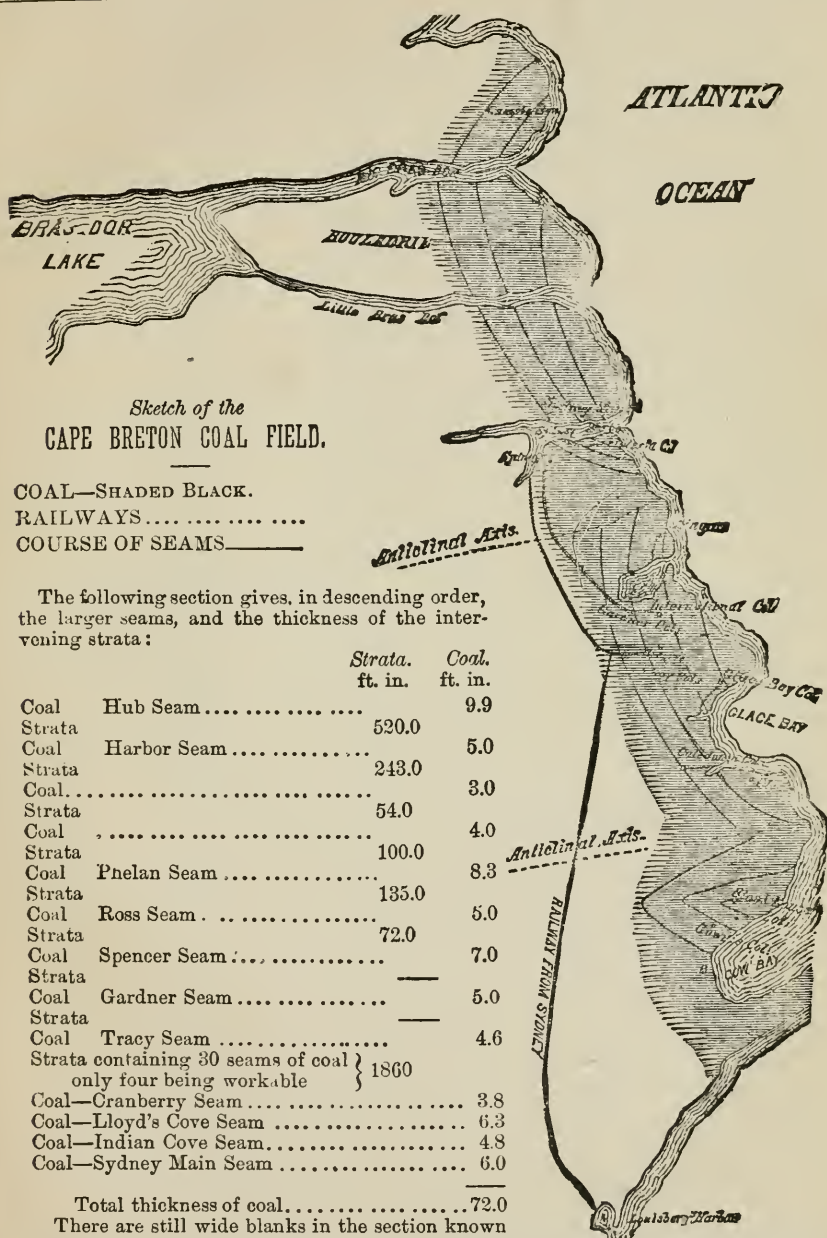 ATLANTIC
OCEAN
BRAS-DOR
LAKE
BOULEDRIE
Little Bras Dor
Sketch of the
CAPE BRETON COAL FIELD.
COAL—SHADED BLACK.
RAILWAYS.... .... .... ....
COURSE OF SEAMS
Anticlinal Axis.
The following section gives, in descending order,
the larger seams, and the thickness of the inter-
vening strata:
Strata. Coal.
ft. in. ft. in.
Coal Hub Seam 9.9
Strata 520.0
Coal Harbor Seam 5.0
Strata 243.0
Coal 3.0
Strata 54.0
Coal 4.0
Strata 100.0
Coal Phelan Seam 8.3
Strata 135.0
Coal Ross Seam 5.0
Strata 72.0
Coal Spencer Seam 7.0
Strata —
Coal Gardner Seam 5.0
Strata —
Coal Tracy Seam 4.6
Strata containing 30 seams of coal } 1860
only four being workable
Coal—Cranberry Seam 3.8
Coal—Lloyd's Cove Seam 6.3
Coal—Indian Cove Seam 4.8
Coal—Sydney Main Seam 6.0
Total thickness of coal 72.0
There are still wide blanks in the section known
International
GLACE BAY
Anticlinal Axis.
COW BAY
RAILWAY FROM SYDNEY
Louisberg Harbor